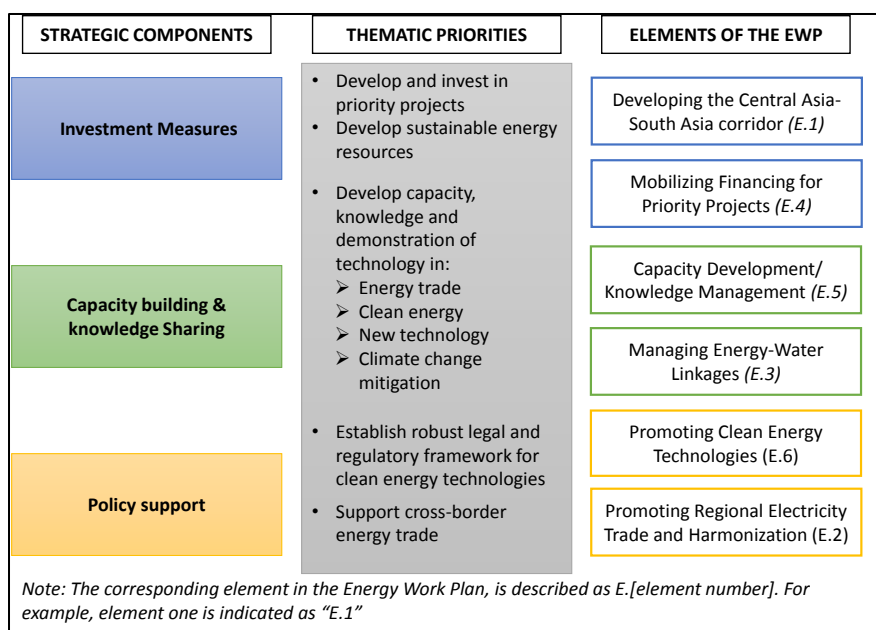 STRATEGIC COMPONENTS
THEMATIC PRIORITIES
ELEMENTS OF THE EWP
Investment Measures
Capacity building &
knowledge Sharing
Policy support
• Develop and invest in
priority projects
• Develop sustainable energy
resources
• Develop capacity,
knowledge and
demonstration of
technology in:
➢ Energy trade
➢ Clean energy
➢ New technology
➢ Climate change
mitigation
• Establish robust legal and
regulatory framework for
clean energy technologies
• Support cross-border
energy trade
Developing the Central Asia-
South Asia corridor (E.1)
Mobilizing Financing for
Priority Projects (E.4)
Capacity Development/
Knowledge Management (E.5)
Managing Energy-Water
Linkages (E.3)
Promoting Clean Energy
Technologies (E.6)
Promoting Regional Electricity
Trade and Harmonization (E.2)
Note: The corresponding element in the Energy Work Plan, is described as E.[element number]. For
example, element one is indicated as “E.1”